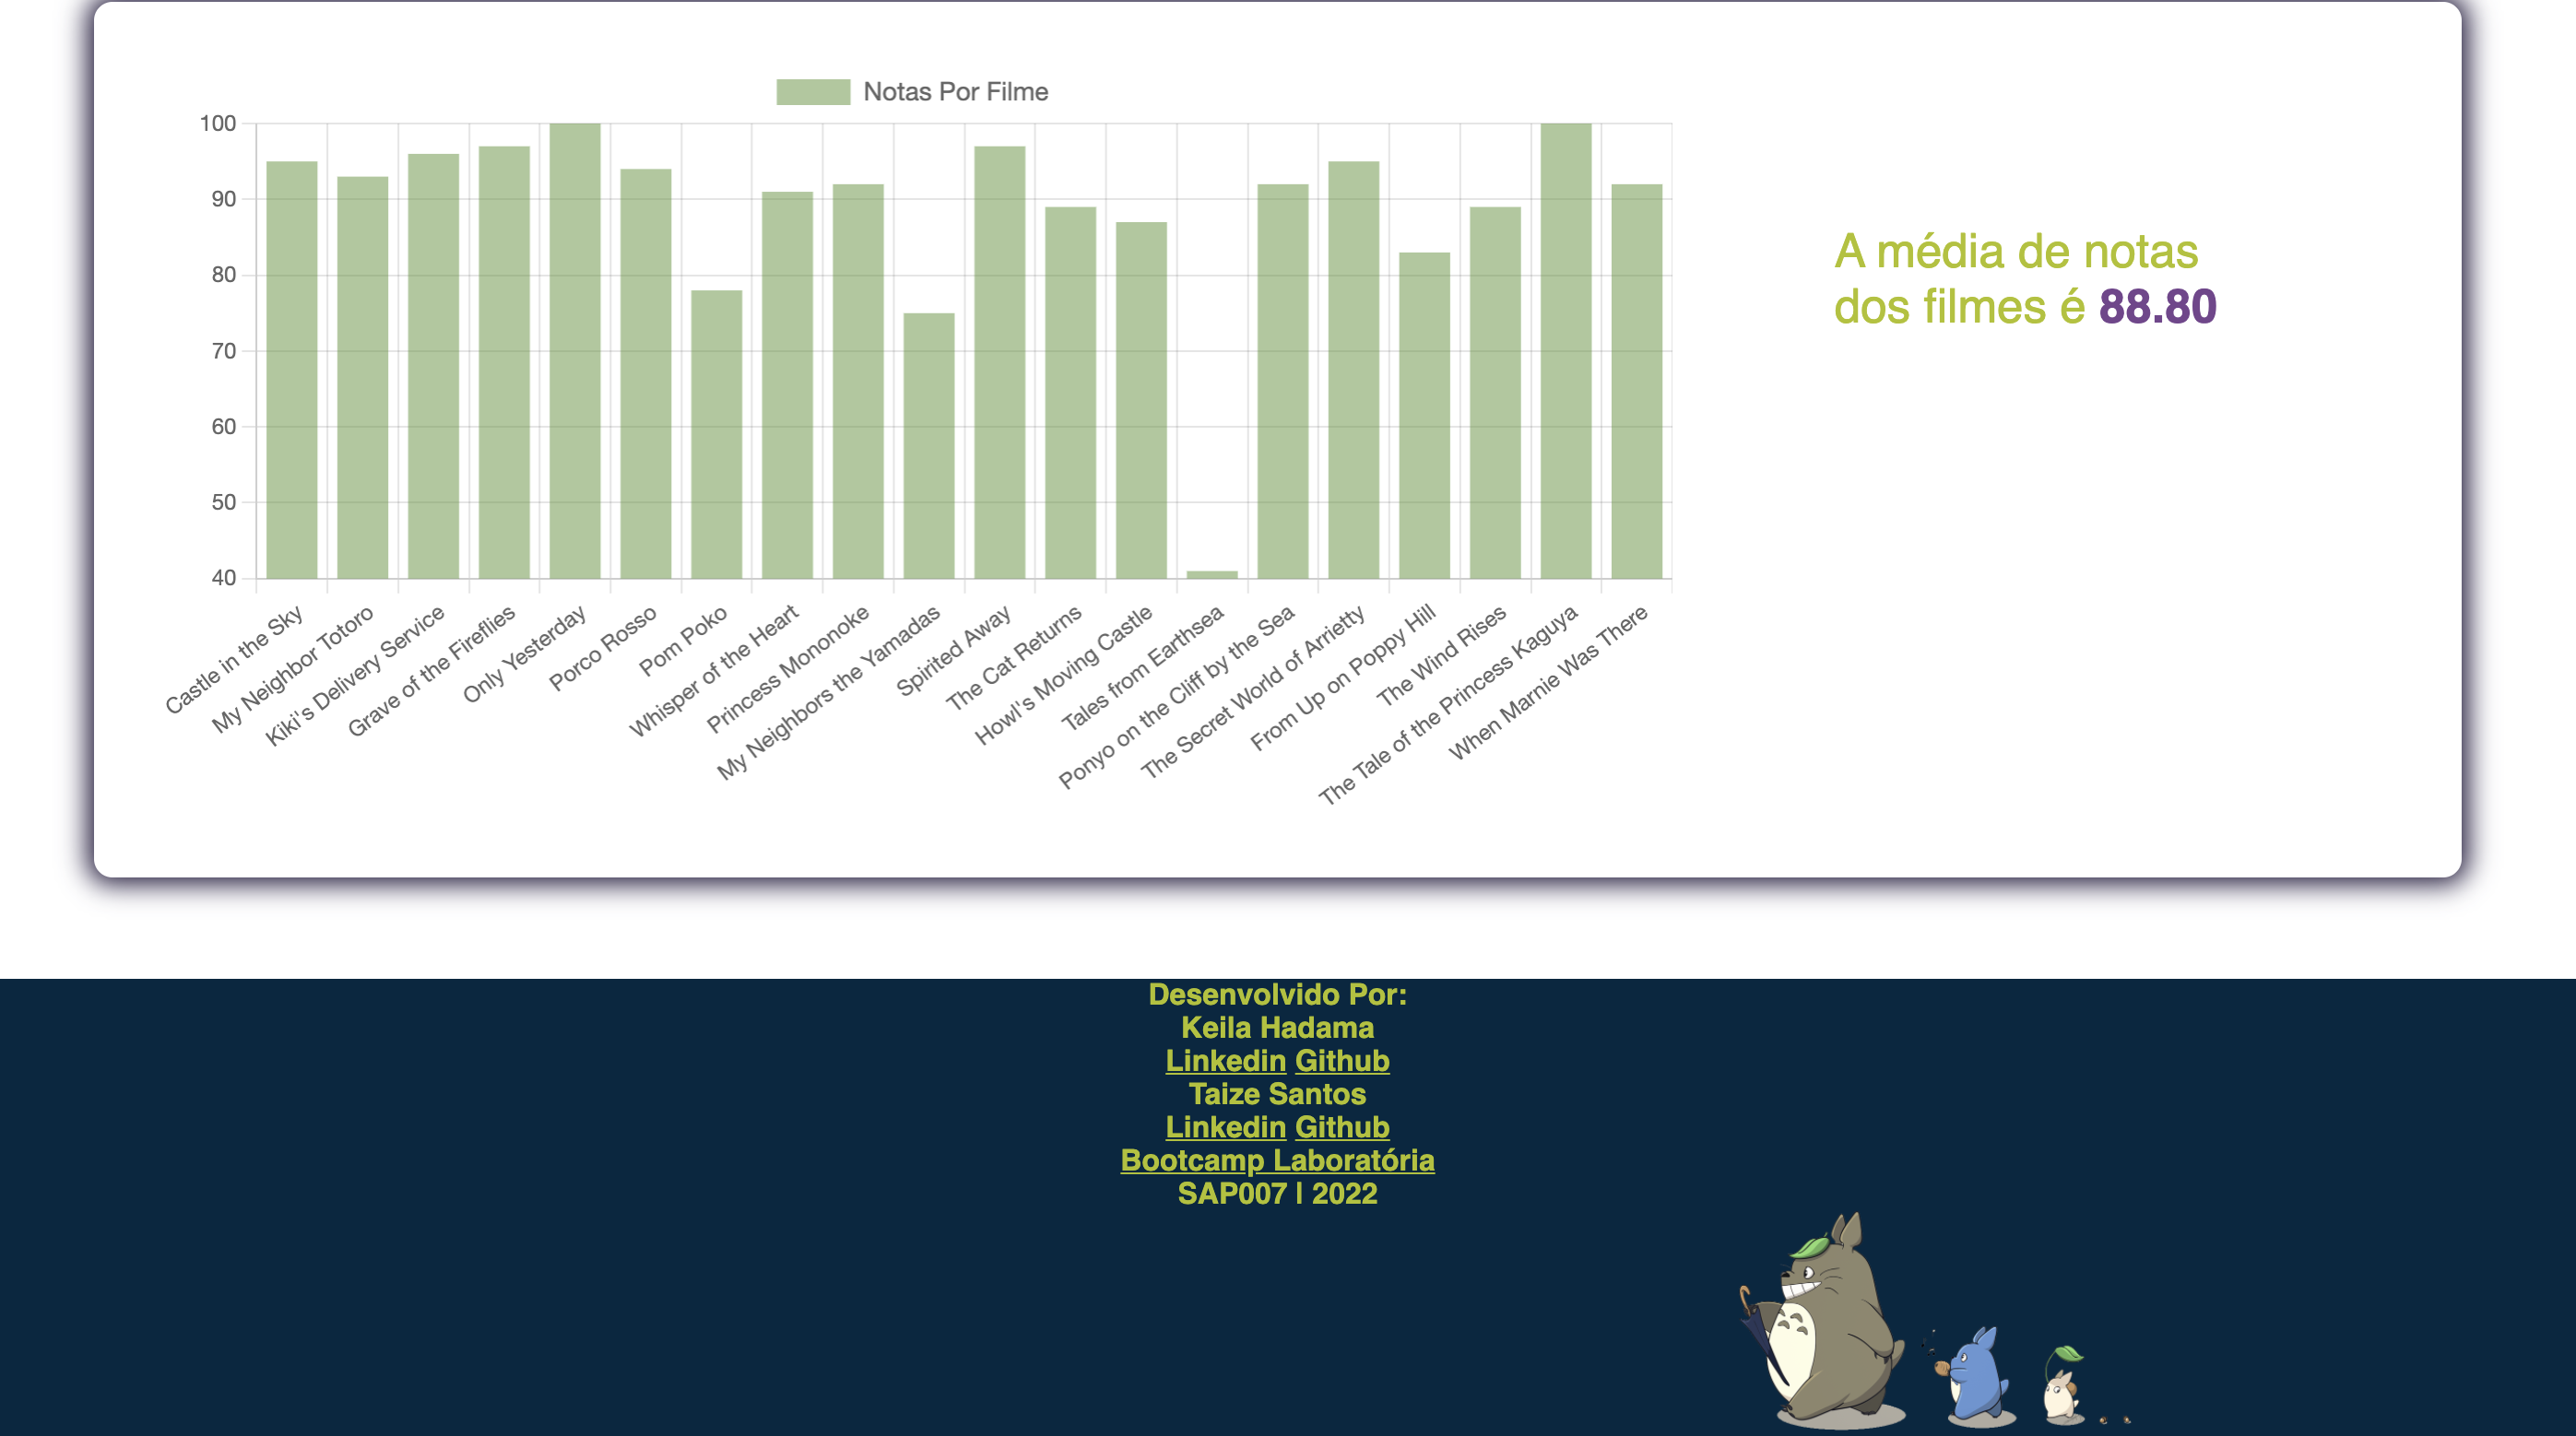 Notas Por Filme
100
90
80
70
60
50
40
Castle in the Sky
My Neighbor Totoro
Kiki's Delivery Service
Grave of the Fireflies
Only Yesterday
Porco Rosso
Pom Poko
Whisper of the Heart
Princess Mononoke
My Neighbors the Yamadas
Spirited Away
The Cat Returns
Howl's Moving Castle
Tales from Earthsea
Ponyo on the Cliff by the Sea
The Secret World of Arrietty
From Up on Poppy Hill
The Wind Rises
The Tale of the Princess Kaguya
When Marnie Was There
A média de notas
dos filmes é 88.80
Desenvolvido Por:
Keila Hadama
Linkedin Github
Taize Santos
Linkedin Github
Bootcamp Laboratória
SAP007 | 2022